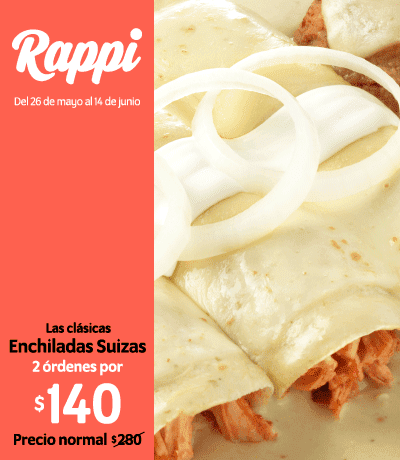 Rappi
Del 26 de mayo al 14 de junio
Las clásicas
Enchiladas Suizas
2 órdenes por
$140
Precio normal $280